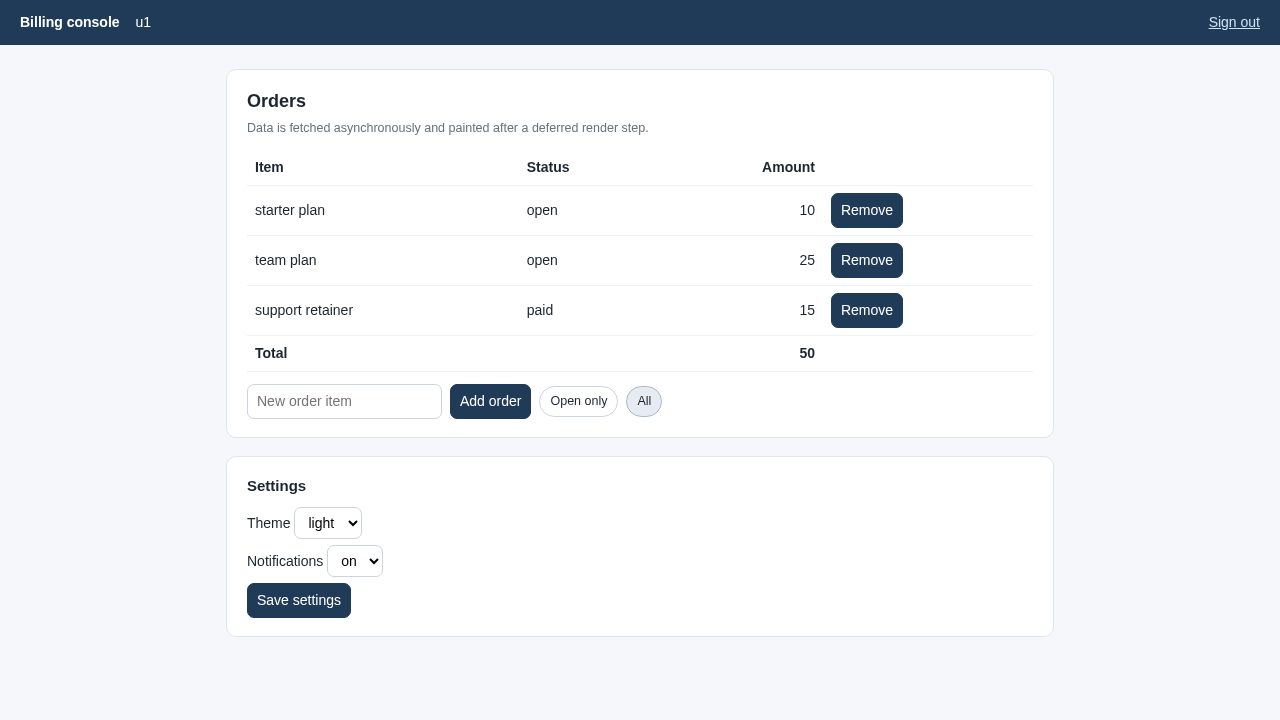 Billing console u1 Sign out
Orders
Data is fetched asynchronously and painted after a deferred render step.
Item Status Amount
starter plan open 10 Remove
team plan open 25 Remove
support retainer paid 15 Remove
Total 50
New order item Add order Open only All
Settings
Theme light
Notifications on
Save settings